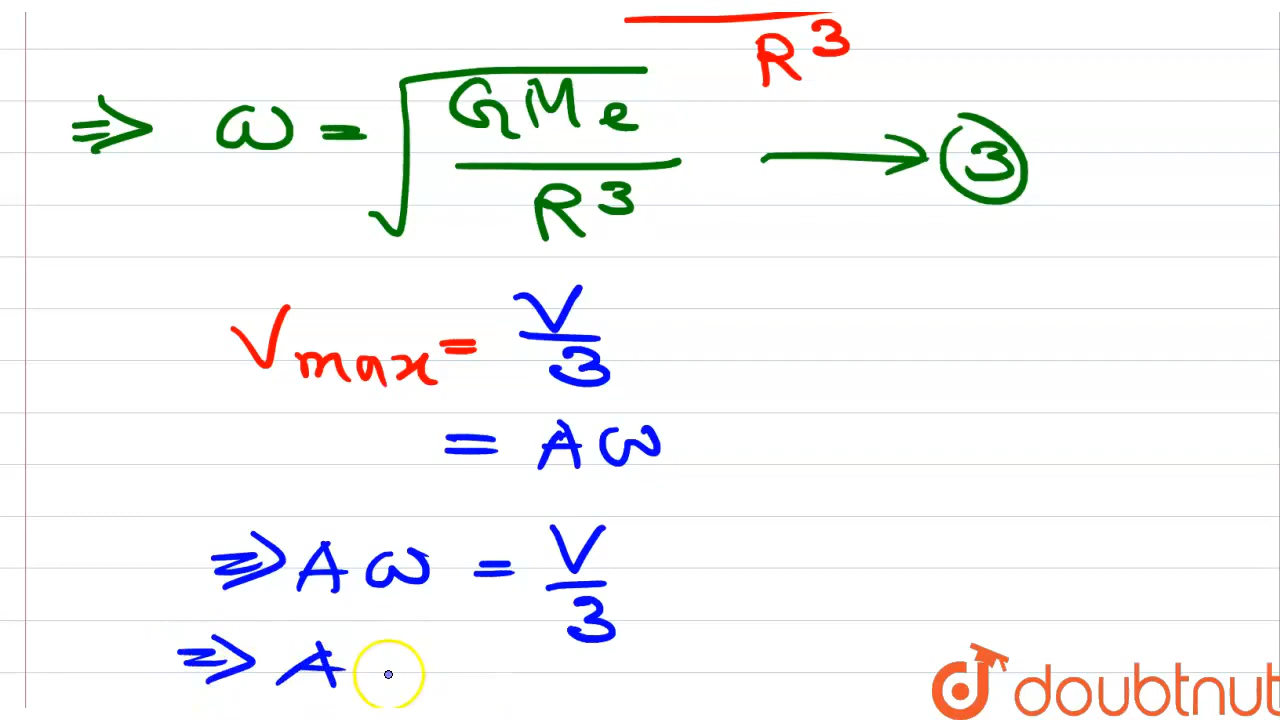 R³
⇒ ω = √(GMe / R³) → ③
Vmax = V/3
= Aω
⇒ Aω = V/3
⇒ A
doubtnut